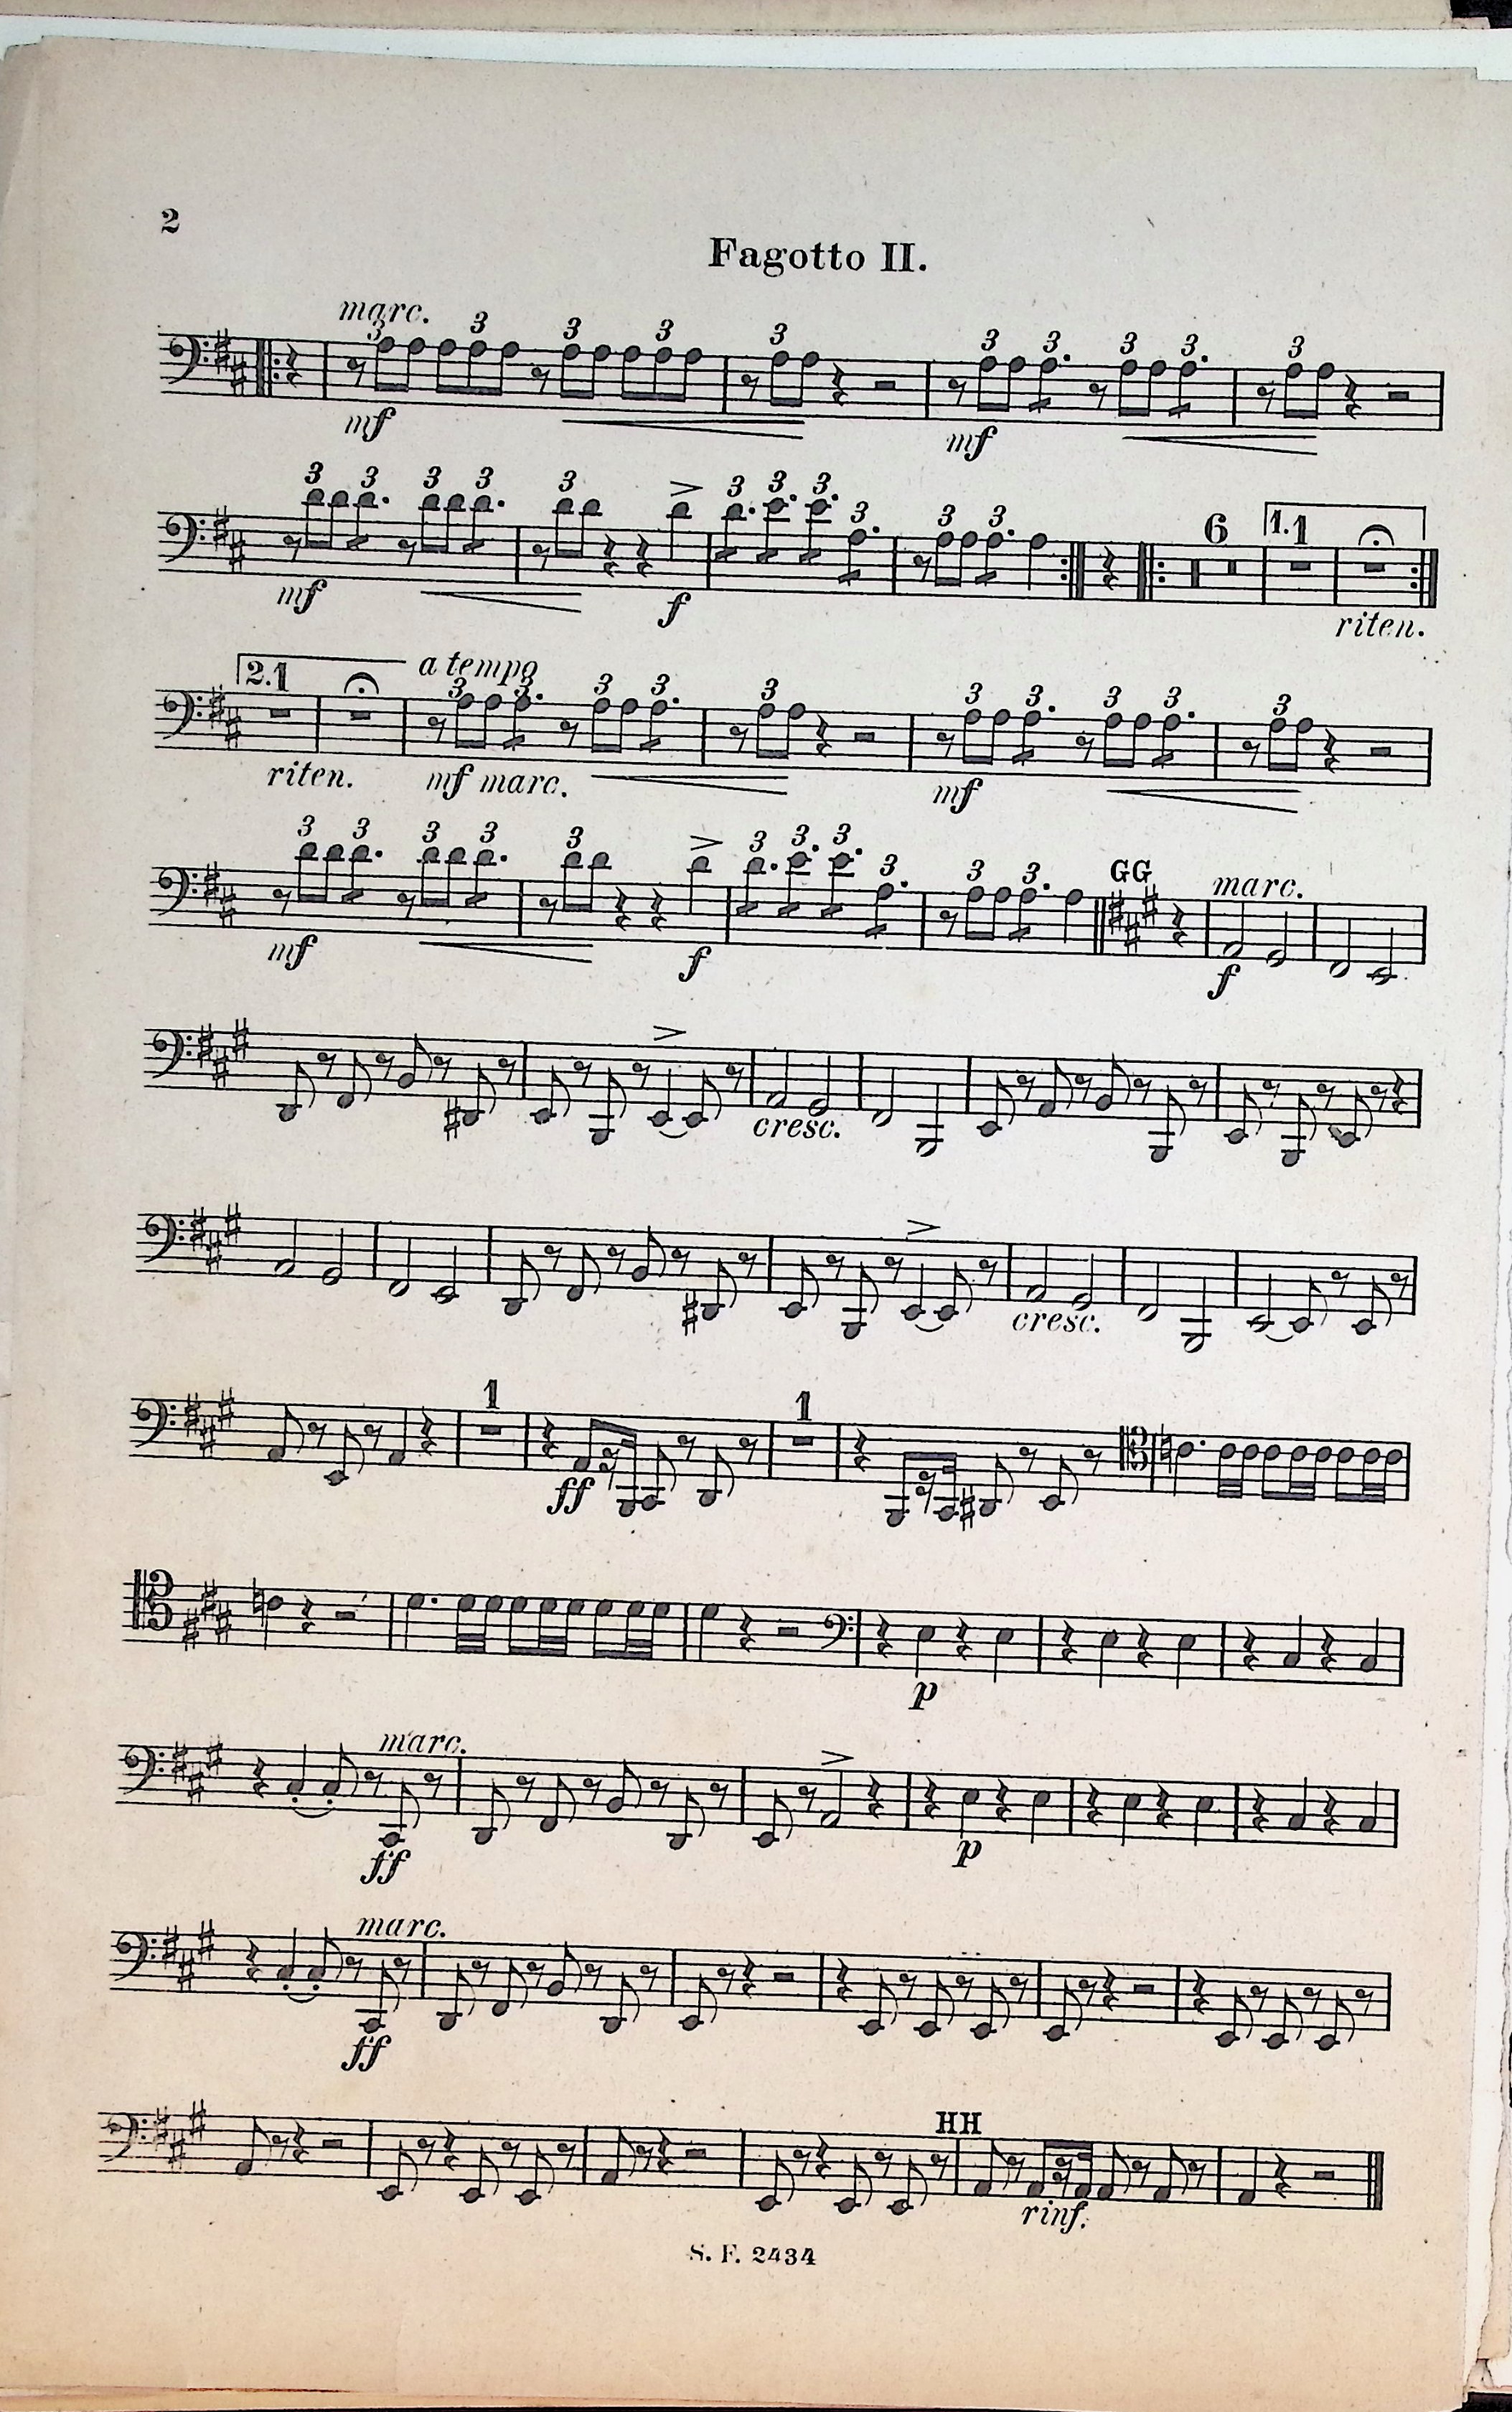 2
Fagotto II.
marc.
3 3 3 3 3 3 3. 3 3. 3
mf mf
3 3. 3 3. 3 3. 3. 3. 3. 3 3. 6 1. 1
mf f riten.
2. 1 a tempo
3 3. 3 3. 3 3 3. 3 3. 3
riten. mf marc. mf
3 3. 3 3. 3 3. 3. 3. 3. 3 3. GG marc.
mf f f
cresc.
cresc.
1 1
ff
p
marc.
ff p
marc.
ff
HH
rinf.
S. F. 2434